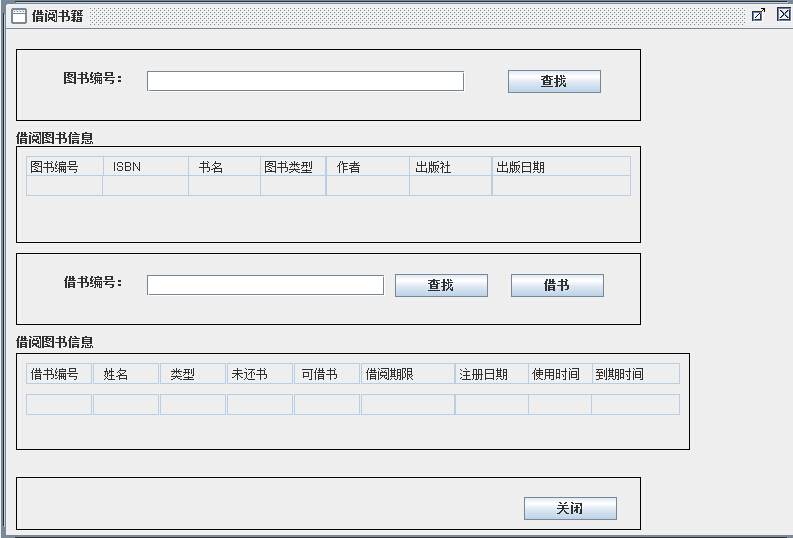 借阅书籍
图书编号： 查找
借阅图书信息
图书编号 ISBN 书名 图书类型 作者 出版社 出版日期
借书编号： 查找 借书
借阅图书信息
借书编号 姓名 类型 未还书 可借书 借阅期限 注册日期 使用时间 到期时间
关闭